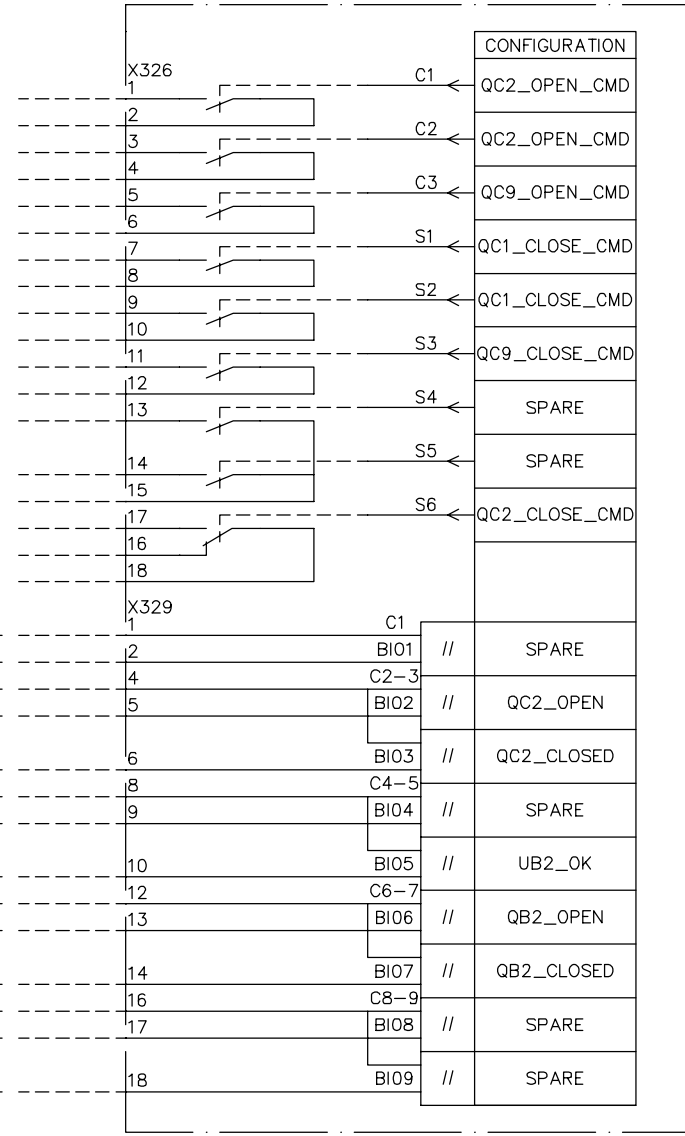 CONFIGURATION
X326
1
C1
QC2_OPEN_CMD
2
3
C2
QC2_OPEN_CMD
4
5
C3
QC9_OPEN_CMD
6
7
S1
QC1_CLOSE_CMD
8
9
S2
QC1_CLOSE_CMD
10
11
S3
QC9_CLOSE_CMD
12
13
S4
SPARE
14
S5
SPARE
15
17
S6
QC2_CLOSE_CMD
16
18
X329
1
C1
2
BI01 // SPARE
4
C2-3
5
BI02 // QC2_OPEN
6
BI03 // QC2_CLOSED
8
C4-5
9
BI04 // SPARE
10
BI05 // UB2_OK
12
C6-7
13
BI06 // QB2_OPEN
14
BI07 // QB2_CLOSED
16
C8-9
17
BI08 // SPARE
18
BI09 // SPARE